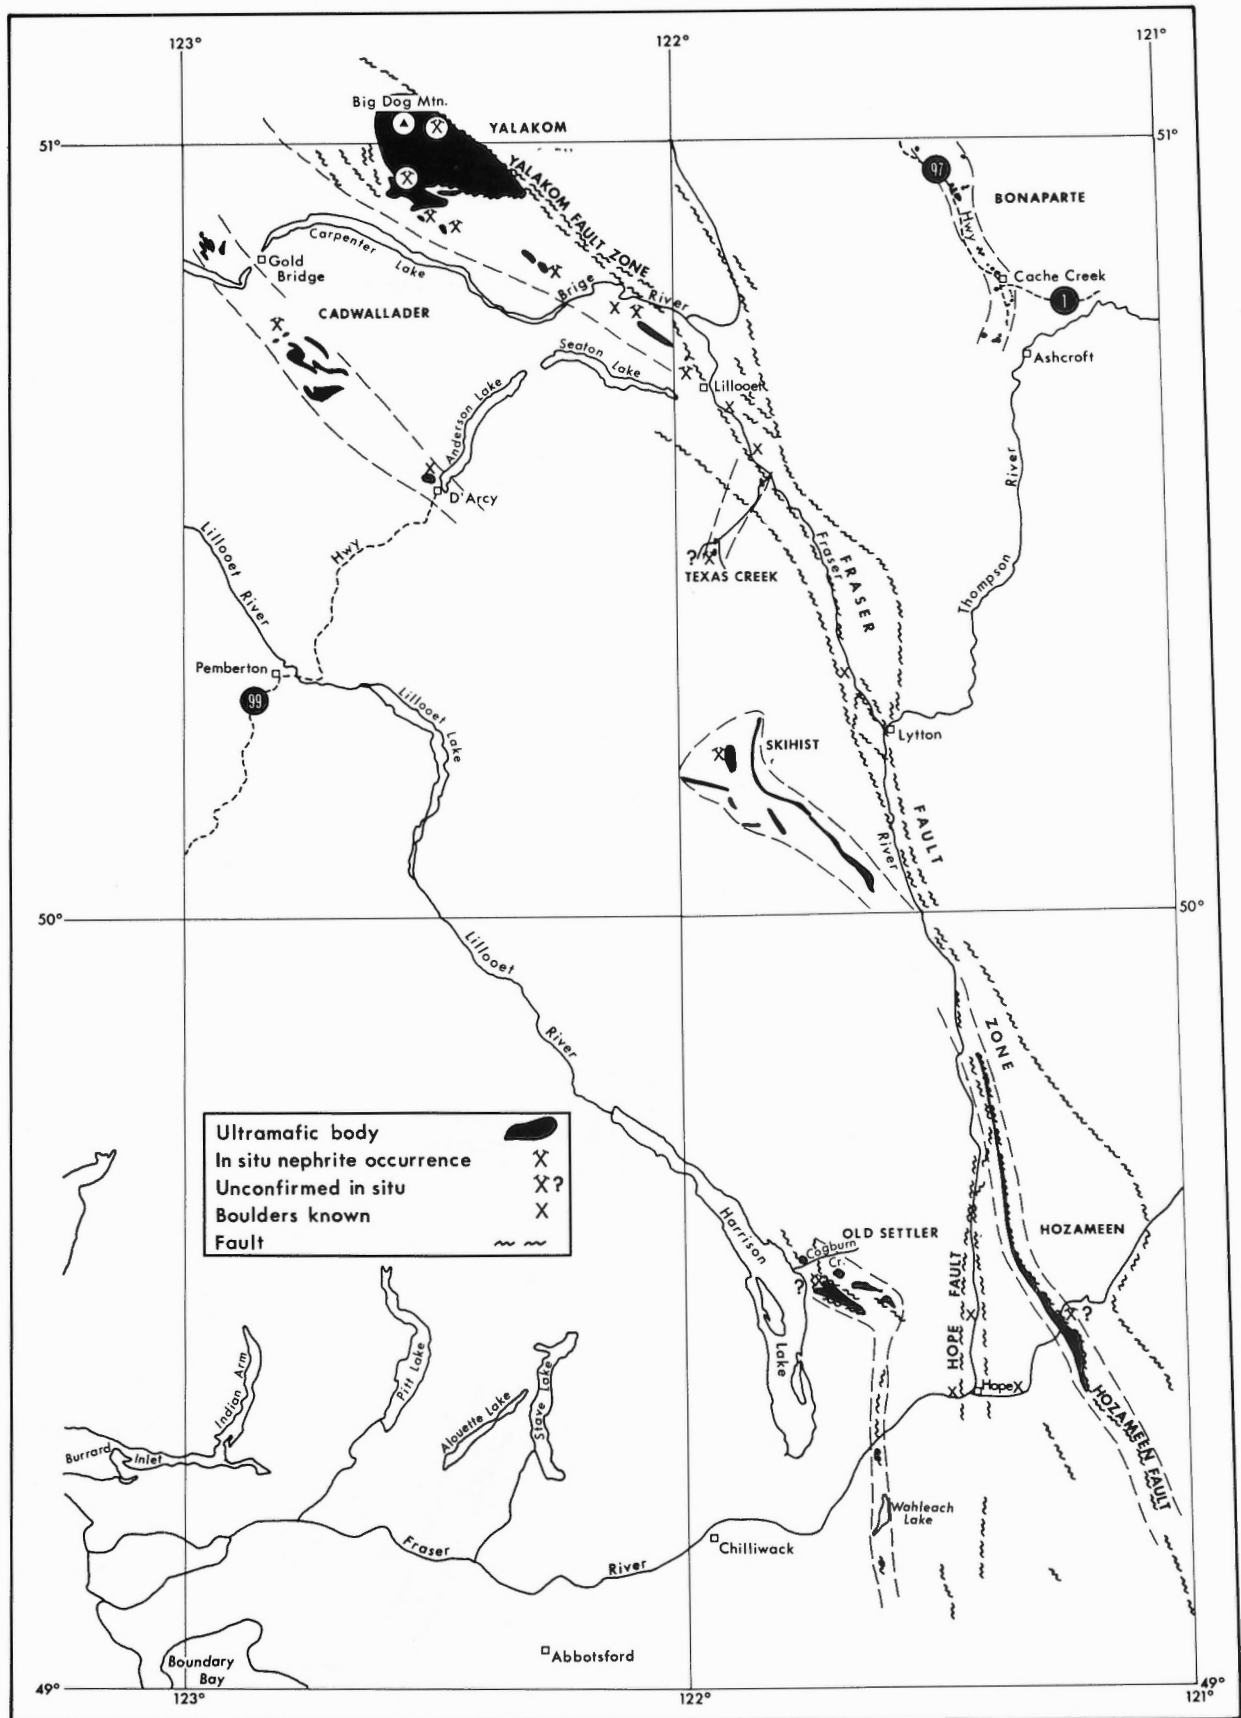 123°
122°
121°
Big Dog Mtn.
YALAKOM
51°
51°
YALAKOM FAULT ZONE
97
BONAPARTE
Hwy
Carpenter Lake
Gold
Bridge
Cache Creek
1
Brige River
CADWALLADER
Seaton Lake
Ashcroft
Lillooet
Anderson Lake
D'Arcy
River
Lillooet River
Hwy
?
TEXAS CREEK
Fraser
FRASER
Thompson
Pemberton
99
Lillooet Lake
SKIHIST
Lytton
FAULT
River
50°
50°
Lillooet
River
ZONE
Ultramafic body
In situ nephrite occurrence
Unconfirmed in situ ?
Boulders known
Fault
Harrison
OLD SETTLER
HOZAMEEN
Cogburn
Cr.
?
HOPE FAULT
?
Lake
Hope
HOZAMEEN FAULT
Indian Arm
Pitt Lake
Alouette Lake
Stave Lake
Burrard Inlet
Wahleach
Lake
Fraser
River
Chilliwack
Abbotsford
Boundary
Bay
49°
49°
123°
122°
121°